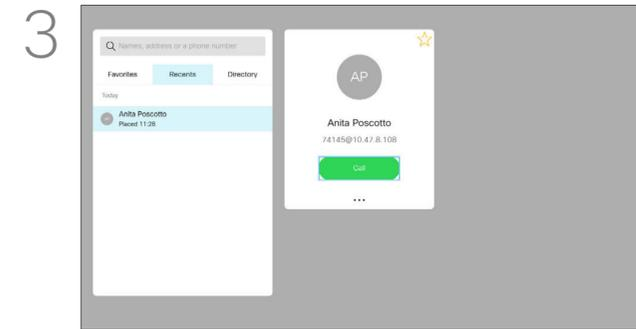 3
Names, address or a phone number
Favorites Recents Directory
Today
AP
Anita Poscotto
Placed 11:28
AP
Anita Poscotto
74145@10.47.8.108
Call